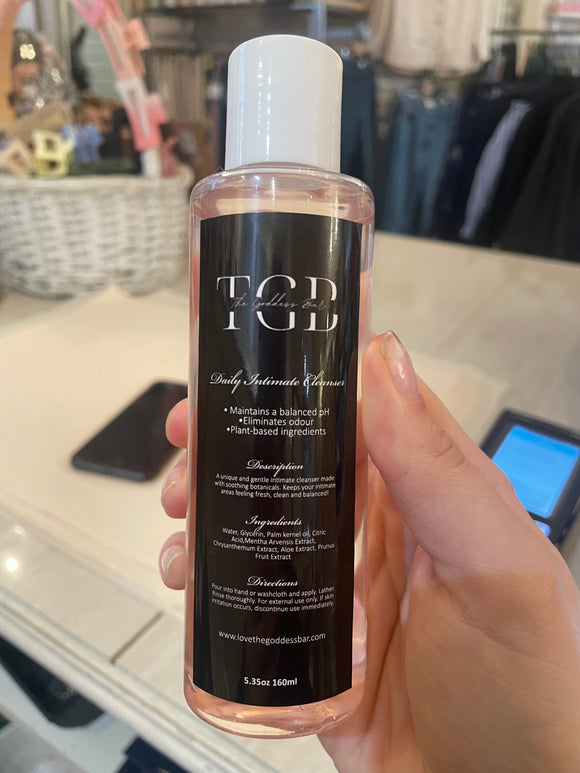 TGB
The Goddess Bar
Daily Intimate Cleanser
• Maintains a balanced pH
•Eliminates odour
•Plant-based ingredients
Description
A unique and gentle intimate cleanser made
with soothing botanicals. Keeps your intimate
areas feeling fresh, clean and balanced!
Ingredients
Water, Glycerin, Palm kernel oil, Citric
Acid,Mentha Arvensis Extract,
Chrysanthemum Extract, Aloe Extract, Prunus
Fruit Extract
Directions
Pour into hand or washcloth and apply. Lather.
Rinse thoroughly. For external use only. If skin
irritation occurs, discontinue use immediately.
www.lovethegoddessbar.com
5.35oz 160ml